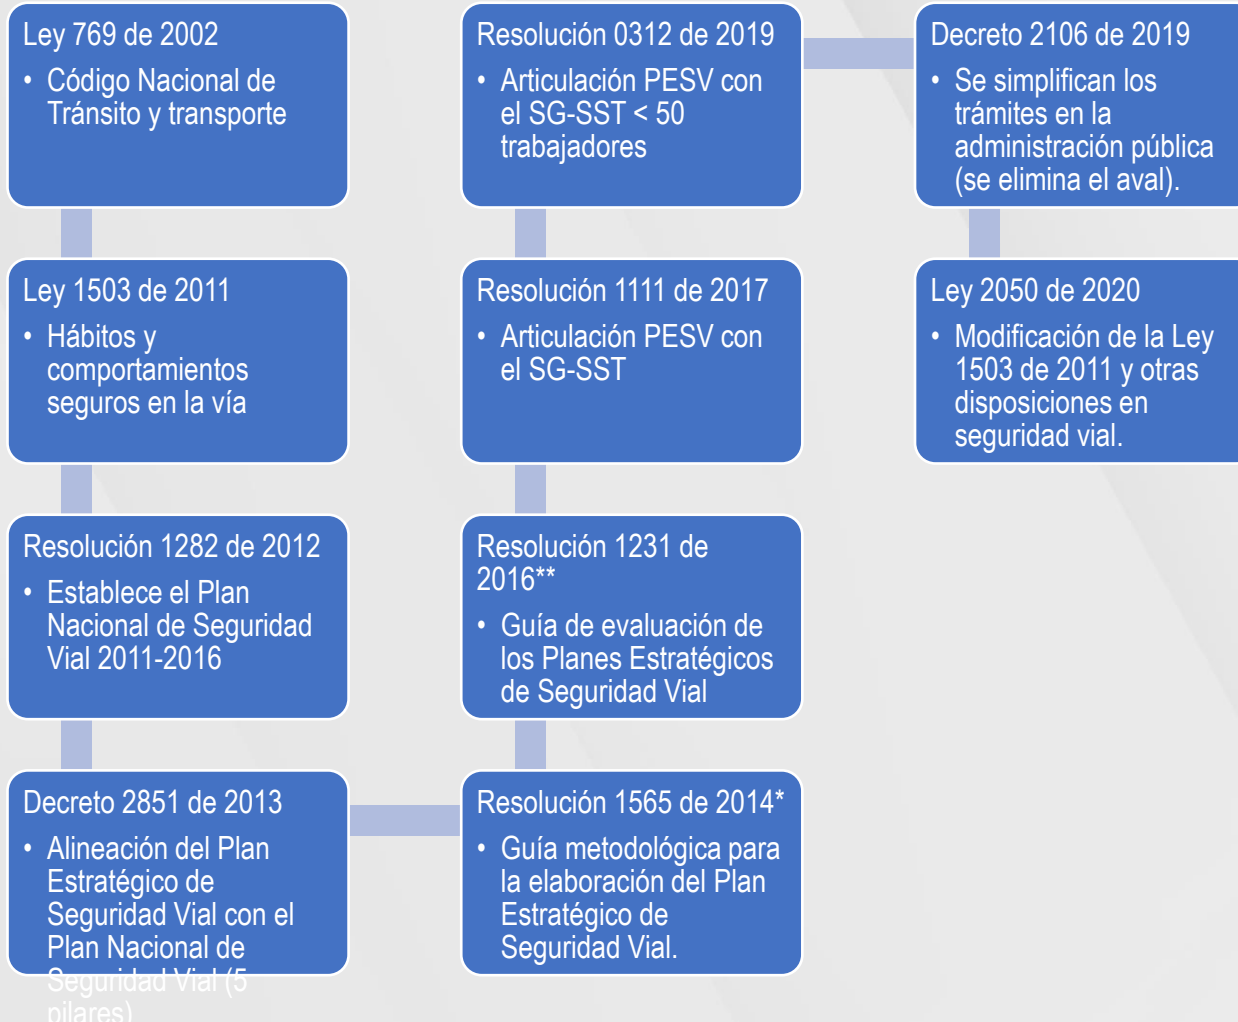 Ley 769 de 2002
• Código Nacional de
Tránsito y transporte
Ley 1503 de 2011
• Hábitos y
comportamientos
seguros en la vía
Resolución 1282 de 2012
• Establece el Plan
Nacional de Seguridad
Vial 2011-2016
Decreto 2851 de 2013
• Alineación del Plan
Estratégico de
Seguridad Vial con el
Plan Nacional de
Seguridad Vial (5
pilares)
Resolución 1565 de 2014*
• Guía metodológica para
la elaboración del Plan
Estratégico de
Seguridad Vial.
Resolución 1231 de
2016**
• Guía de evaluación de
los Planes Estratégicos
de Seguridad Vial
Resolución 1111 de 2017
• Articulación PESV con
el SG-SST
Resolución 0312 de 2019
• Articulación PESV con
el SG-SST < 50
trabajadores
Decreto 2106 de 2019
• Se simplifican los
trámites en la
administración pública
(se elimina el aval).
Ley 2050 de 2020
• Modificación de la Ley
1503 de 2011 y otras
disposiciones en
seguridad vial.